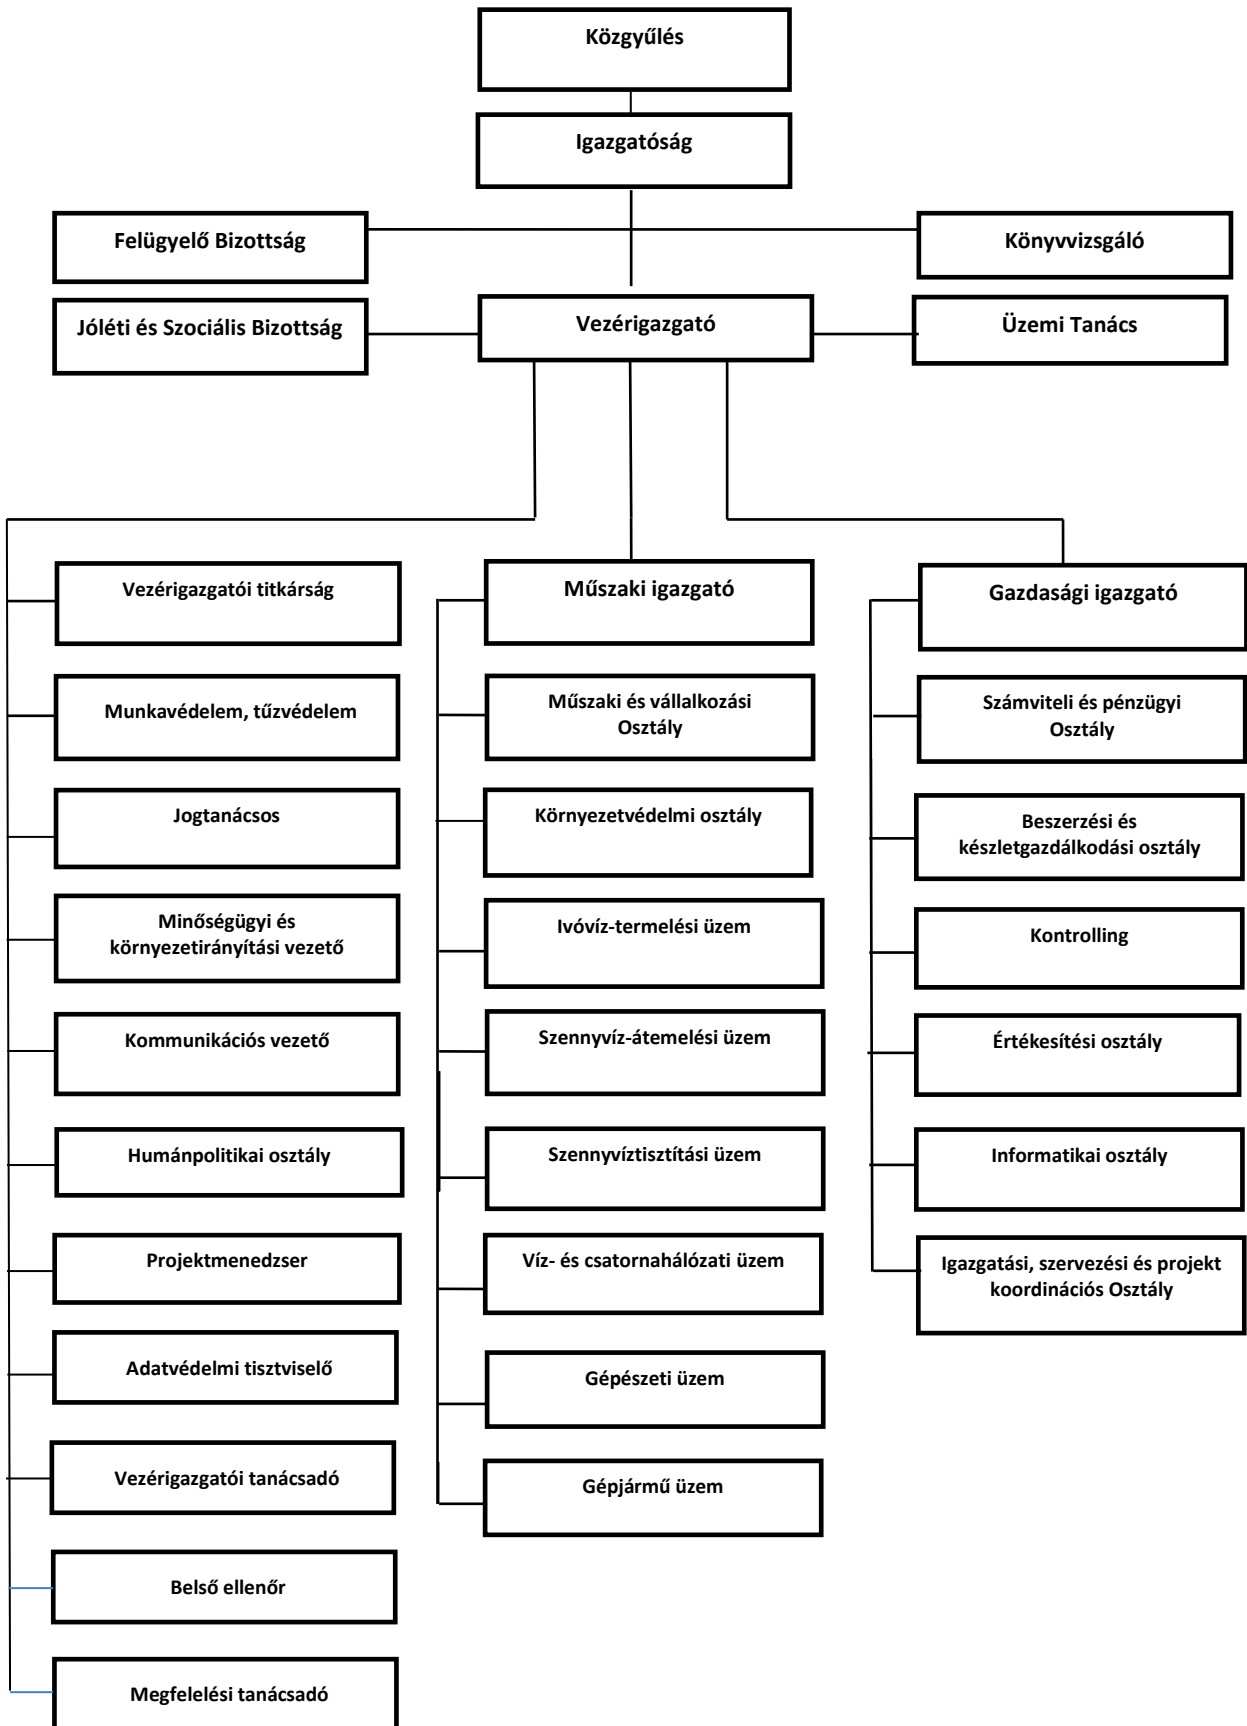 Közgyűlés
Igazgatóság
Felügyelő Bizottság
Könyvvizsgáló
Jóléti és Szociális Bizottság
Vezérigazgató
Üzemi Tanács
Vezérigazgatói titkárság
Munkavédelem, tűzvédelem
Jogtanácsos
Minőségügyi és
környezetirányítási vezető
Kommunikációs vezető
Humánpolitikai osztály
Projektmenedzser
Adatvédelmi tisztviselő
Vezérigazgatói tanácsadó
Belső ellenőr
Megfelelési tanácsadó
Műszaki igazgató
Műszaki és vállalkozási
Osztály
Környezetvédelmi osztály
Ivóvíz-termelési üzem
Szennyvíz-átemelési üzem
Szennyvíztisztítási üzem
Víz- és csatornahálózati üzem
Gépészeti üzem
Gépjármű üzem
Gazdasági igazgató
Számviteli és pénzügyi
Osztály
Beszerzési és
készletgazdálkodási osztály
Kontrolling
Értékesítési osztály
Informatikai osztály
Igazgatási, szervezési és projekt
koordinációs Osztály